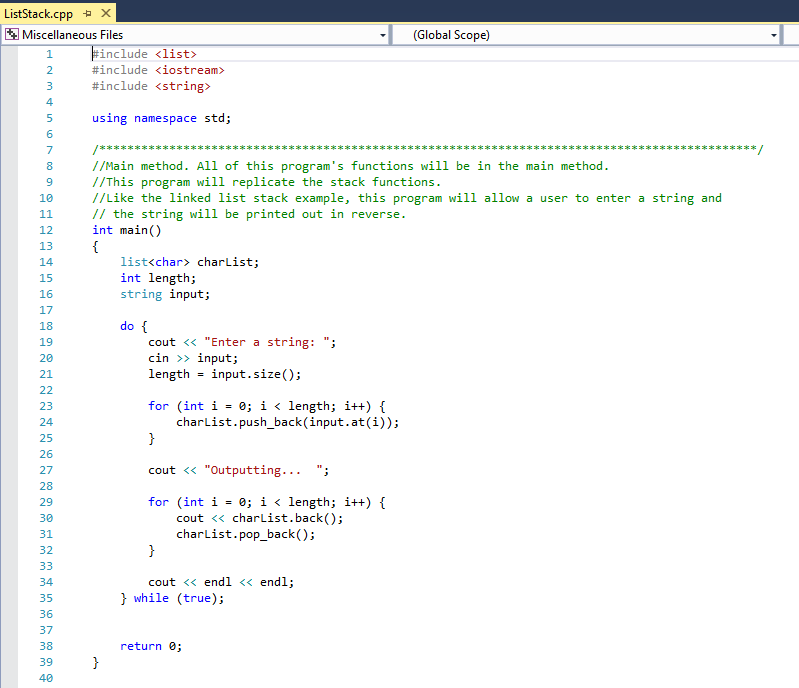 ListStack.cpp
Miscellaneous Files (Global Scope)
1 #include <list>
2 #include <iostream>
3 #include <string>
4
5 using namespace std;
6
7 /**********************************************************************************************/
8 //Main method. All of this program's functions will be in the main method.
9 //This program will replicate the stack functions.
10 //Like the linked list stack example, this program will allow a user to enter a string and
11 // the string will be printed out in reverse.
12 int main()
13 {
14 list<char> charList;
15 int length;
16 string input;
17
18 do {
19 cout << "Enter a string: ";
20 cin >> input;
21 length = input.size();
22
23 for (int i = 0; i < length; i++) {
24 charList.push_back(input.at(i));
25 }
26
27 cout << "Outputting...  ";
28
29 for (int i = 0; i < length; i++) {
30 cout << charList.back();
31 charList.pop_back();
32 }
33
34 cout << endl << endl;
35 } while (true);
36
37
38 return 0;
39 }
40